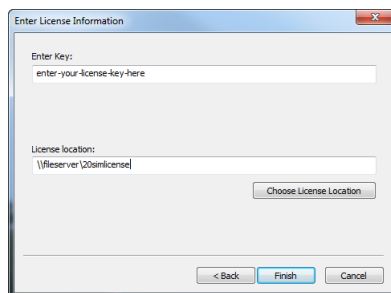 Enter License Information
Enter Key:
enter-your-license-key-here
License location:
\\fileserver\20simlicense
Choose License Location
< Back
Finish
Cancel